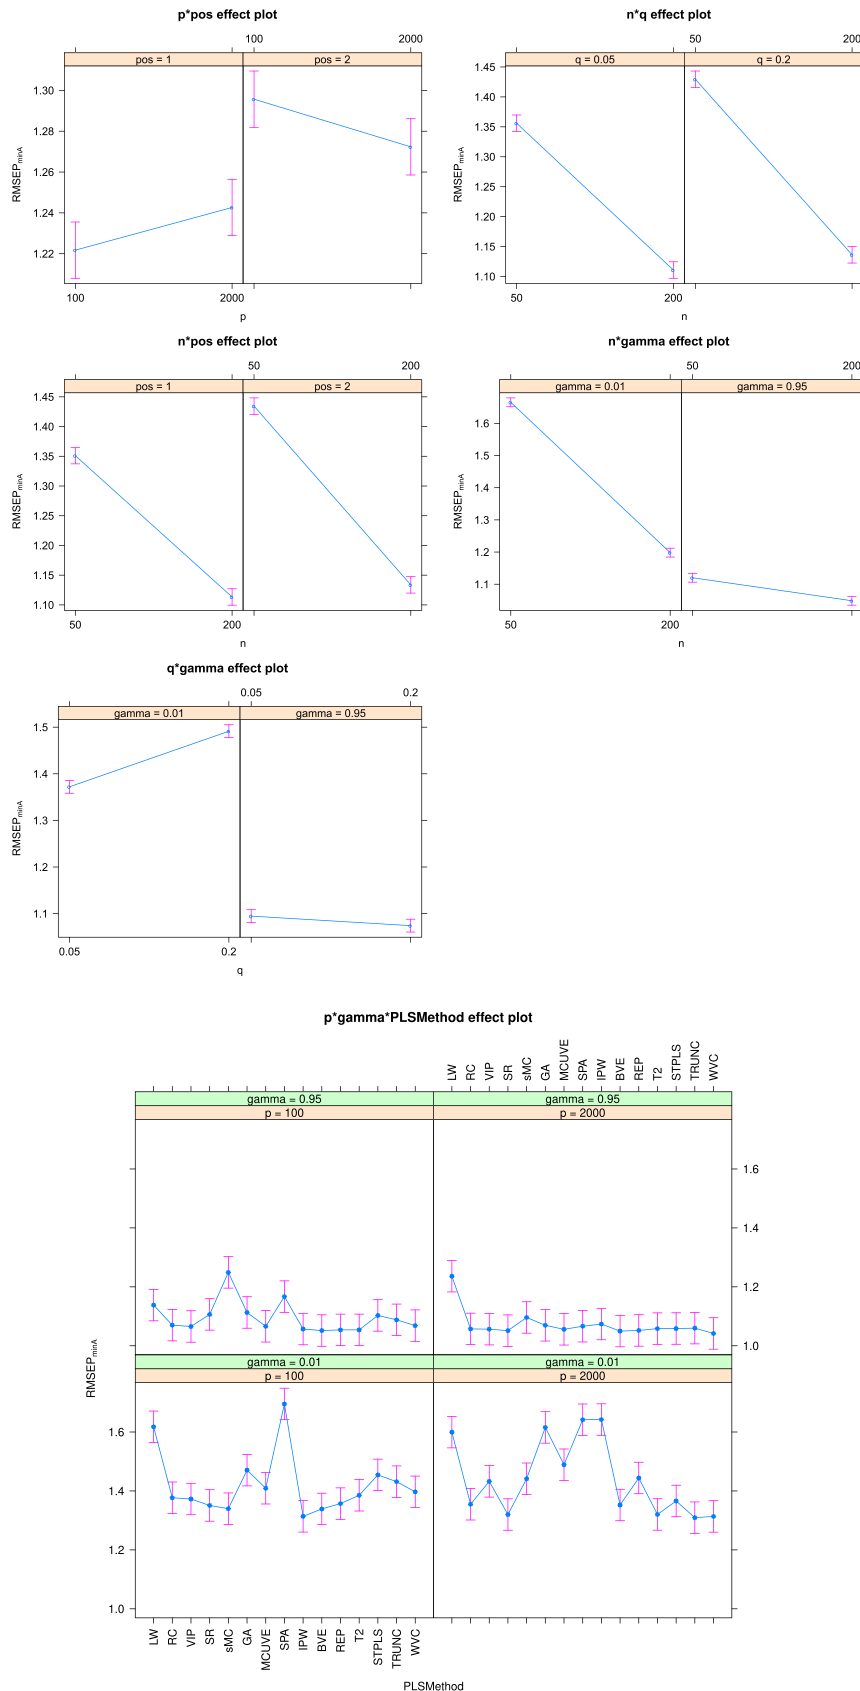 p*pos effect plot
100 2000
pos = 1 pos = 2
1.30
1.28
1.26
1.24
1.22
RMSEPminA
100 2000
p
n*q effect plot
50 200
q = 0.05 q = 0.2
1.45
1.40
1.35
1.30
1.25
1.20
1.15
1.10
RMSEPminA
50 200
n
n*pos effect plot
50 200
pos = 1 pos = 2
1.45
1.40
1.35
1.30
1.25
1.20
1.15
1.10
RMSEPminA
50 200
n
n*gamma effect plot
50 200
gamma = 0.01 gamma = 0.95
1.6
1.5
1.4
1.3
1.2
1.1
RMSEPminA
50 200
n
q*gamma effect plot
0.05 0.2
gamma = 0.01 gamma = 0.95
1.5
1.4
1.3
1.2
1.1
RMSEPminA
0.05 0.2
q
p*gamma*PLSMethod effect plot
LW RC VIP SR sMC GA MCUVE SPA IPW BVE REP T2 STPLS TRUNC WVC
gamma = 0.95 gamma = 0.95
p = 100 p = 2000
1.6
1.4
1.2
1.0
gamma = 0.01 gamma = 0.01
p = 100 p = 2000
RMSEPminA
1.6
1.4
1.2
1.0
LW RC VIP SR sMC GA MCUVE SPA IPW BVE REP T2 STPLS TRUNC WVC
PLSMethod